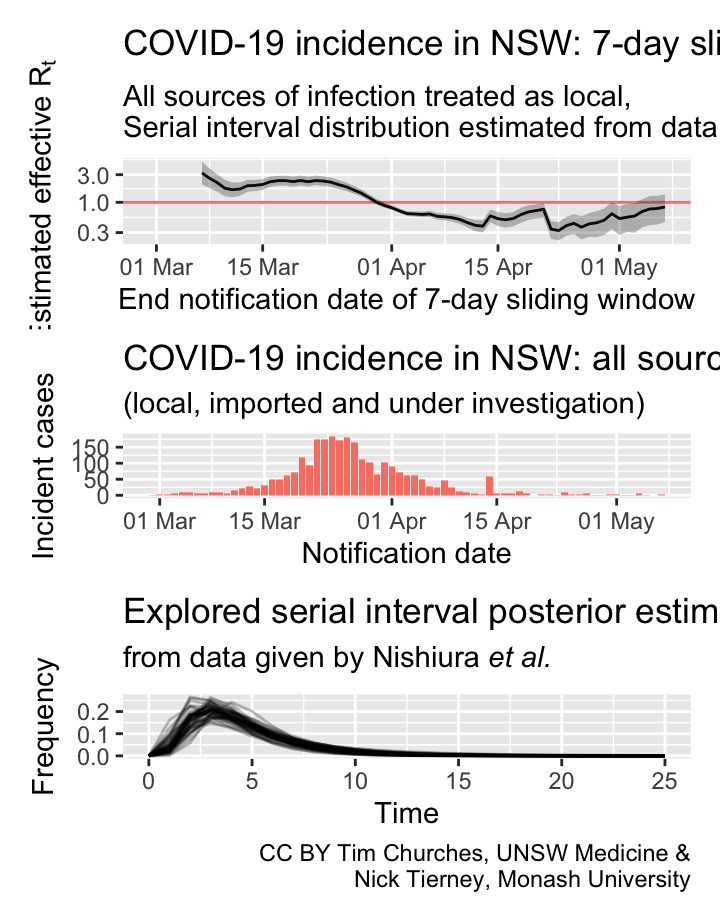 COVID-19 incidence in NSW: 7-day sli
All sources of infection treated as local,
Serial interval distribution estimated from data
:stimated effective Rt
3.0
1.0
0.3
01 Mar 15 Mar 01 Apr 15 Apr 01 May
End notification date of 7-day sliding window
COVID-19 incidence in NSW: all sourc
(local, imported and under investigation)
Incident cases
150
100
50
0
01 Mar 15 Mar 01 Apr 15 Apr 01 May
Notification date
Explored serial interval posterior estim
from data given by Nishiura et al.
Frequency
0.2
0.1
0.0
0 5 10 15 20 25
Time
CC BY Tim Churches, UNSW Medicine &
Nick Tierney, Monash University